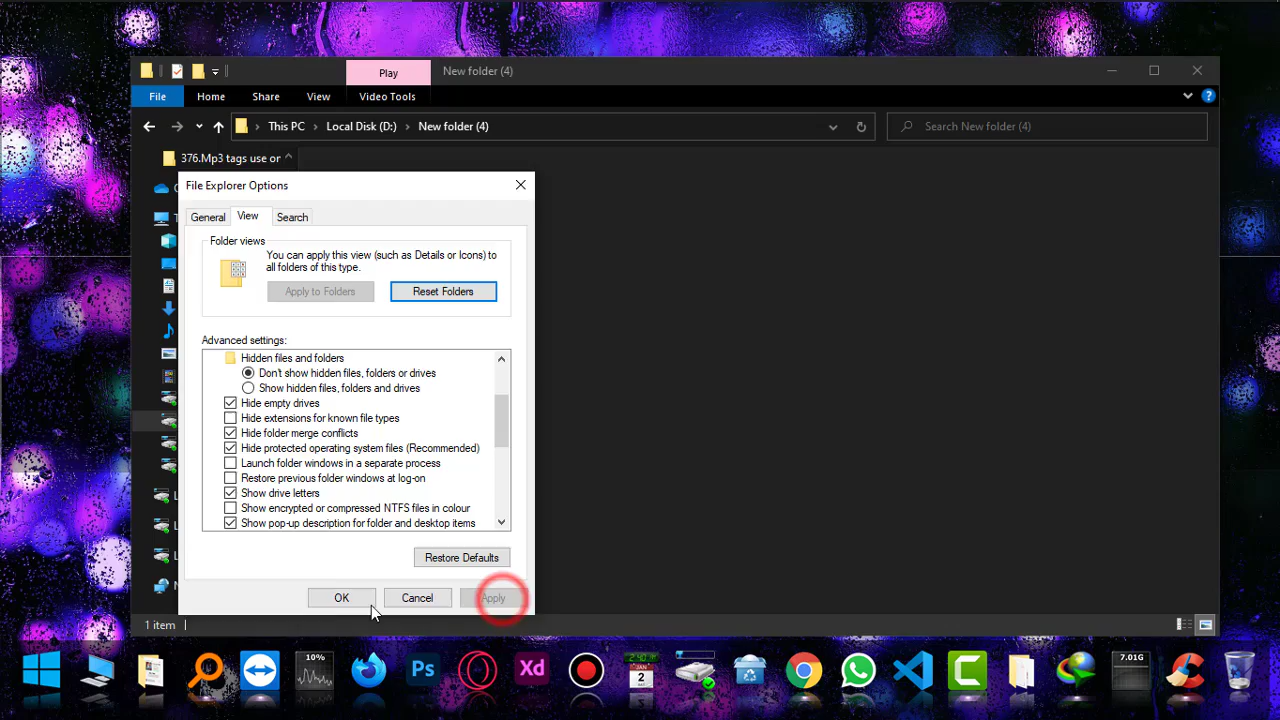 Play
New folder (4)
File
Home
Share
View
Video Tools
This PC
Local Disk (D:)
New folder (4)
Search New folder (4)
376.Mp3 tags use or
File Explorer Options
General
View
Search
Folder views
You can apply this view (such as Details or Icons) to
all folders of this type.
Apply to Folders
Reset Folders
Advanced settings:
Hidden files and folders
Don't show hidden files, folders or drives
Show hidden files, folders and drives
Hide empty drives
Hide extensions for known file types
Hide folder merge conflicts
Hide protected operating system files (Recommended)
Launch folder windows in a separate process
Restore previous folder windows at log-on
Show drive letters
Show encrypted or compressed NTFS files in colour
Show pop-up description for folder and desktop items
Restore Defaults
OK
Cancel
Apply
1 item
10%
Ps
Xd
JAN
2
7.01G